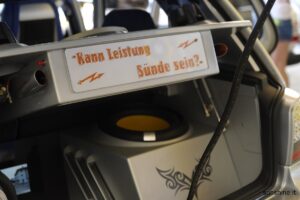 -Kann Leistung
Sünde sein?-